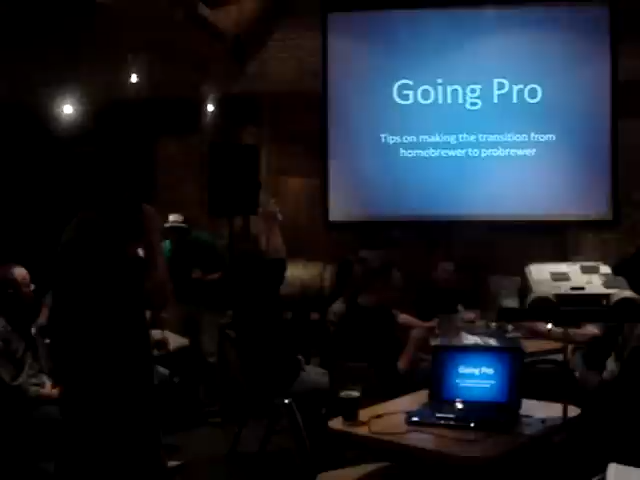 Going Pro
Tips on making the transition from
homebrewer to probrewer
Going Pro